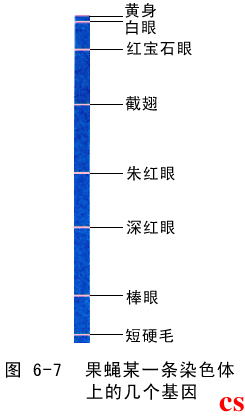 黄身
白眼
红宝石眼
截翅
朱红眼
深红眼
棒眼
短硬毛
图 6-7 果蝇某一条染色体
上的几个基因
cs